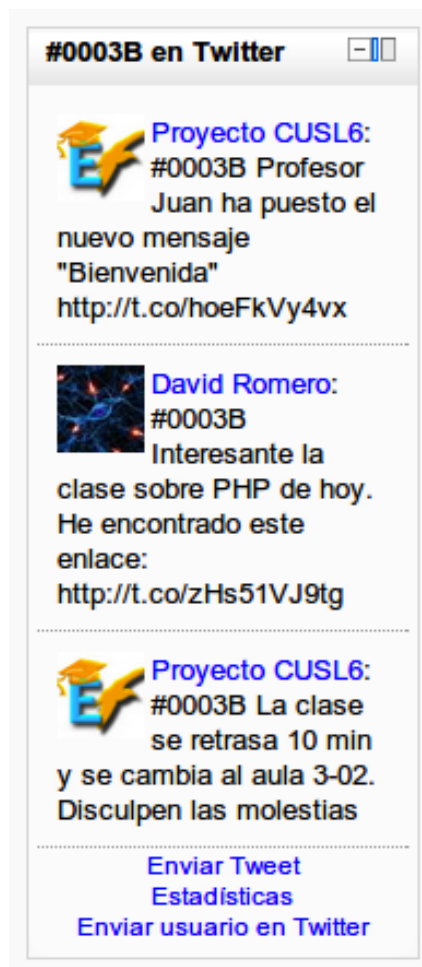 #0003B en Twitter
Proyecto CUSL6:
#0003B Profesor
Juan ha puesto el
nuevo mensaje
"Bienvenida"
http://t.co/hoeFkVy4vx
David Romero:
#0003B
Interesante la
clase sobre PHP de hoy.
He encontrado este
enlace:
http://t.co/zHs51VJ9tg
Proyecto CUSL6:
#0003B La clase
se retrasa 10 min
y se cambia al aula 3-02.
Disculpen las molestias
Enviar Tweet
Estadísticas
Enviar usuario en Twitter